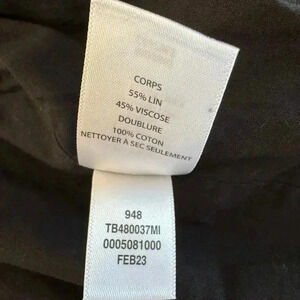 CORPS
55% LIN
45% VISCOSE
DOUBLURE
100% COTON
NETTOYER À SEC SEULEMENT
948
TB480037MI
0005081000
FEB23